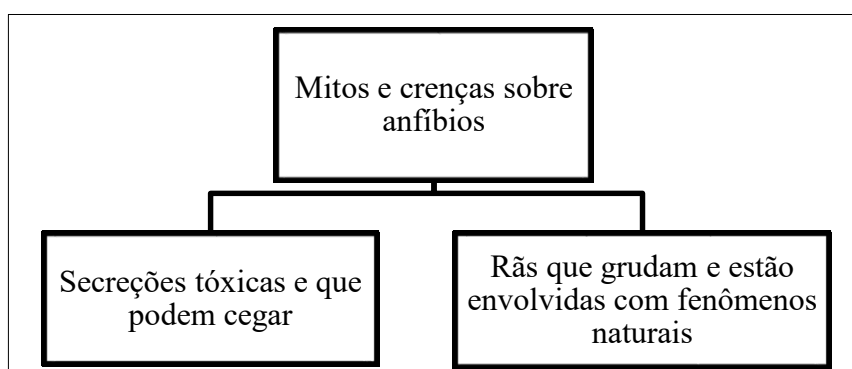 Mitos e crenças sobre
anfíbios
Secreções tóxicas e que
podem cegar
Rãs que grudam e estão
envolvidas com fenômenos
naturais